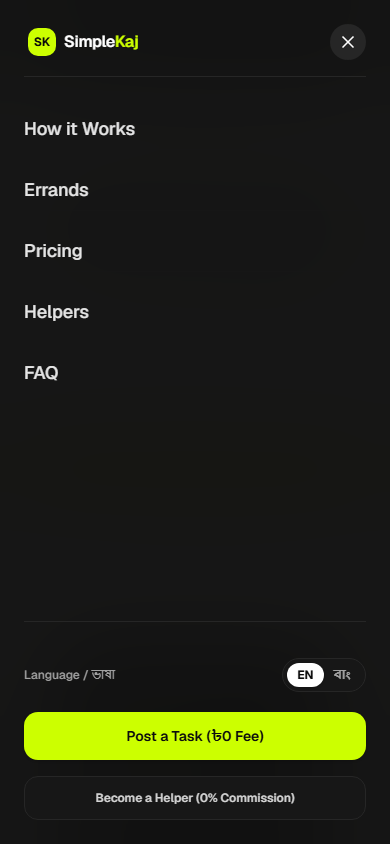 SK SimpleKaj
How it Works
Errands
Pricing
Helpers
FAQ
Language / ভাষা EN বাং
Post a Task (৳0 Fee)
Become a Helper (0% Commission)